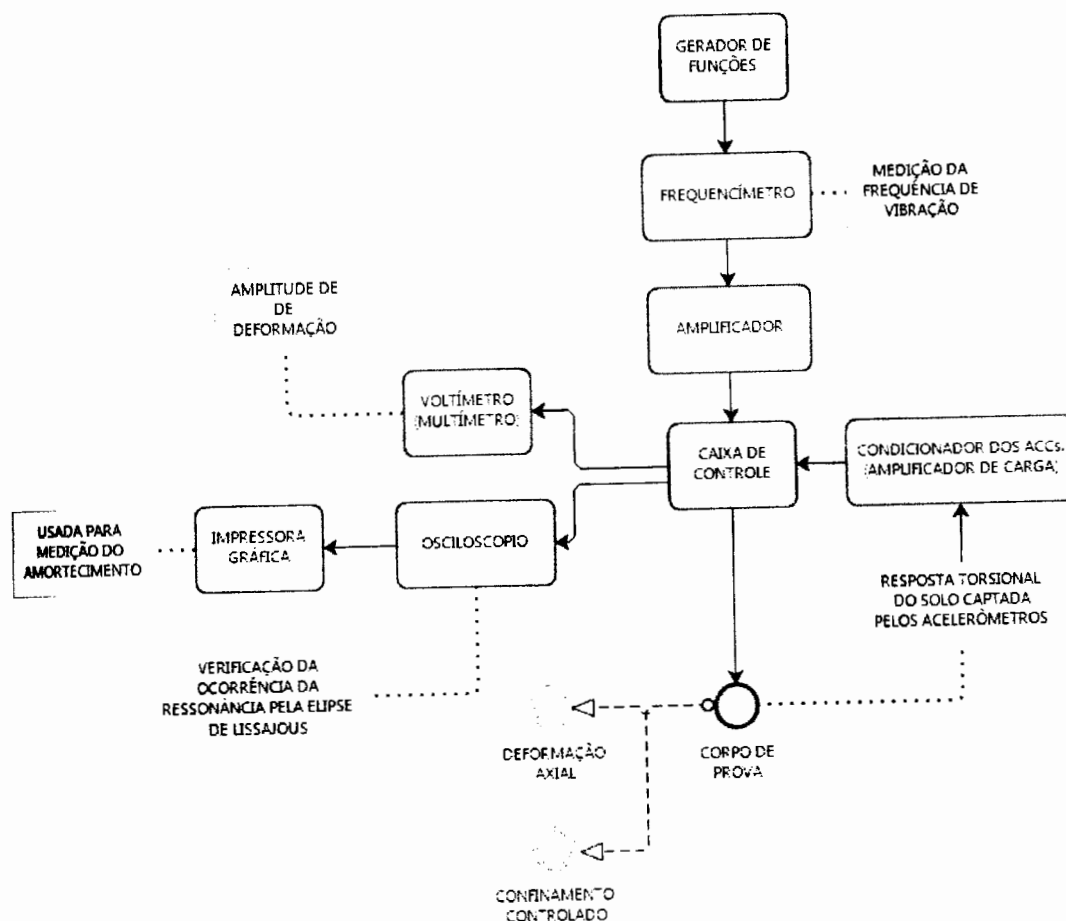 GERADOR DE
FUNÇÕES
FREQUENCÍMETRO
MEDIÇÃO DA
FREQUÊNCIA DE
VIBRAÇÃO
AMPLITUDE DE
DE
DEFORMAÇÃO
AMPLIFICADOR
VOLTÍMETRO
(MULTÍMETRO)
CAIXA DE
CONTROLE
CONDICIONADOR DOS ACCs.
(AMPLIFICADOR DE CARGA)
USADA PARA
MEDIÇÃO DO
AMORTECIMENTO
IMPRESSORA
GRÁFICA
OSCILOSCOPIO
RESPOSTA TORSIONAL
DO SOLO CAPTADA
PELOS ACELERÔMETROS
VERIFICAÇÃO DA
OCORRÊNCIA DA
RESSONÂNCIA PELA ELIPSE
DE LISSAJOUS
DEFORMAÇÃO
AXIAL
CORPO DE
PROVA
CONFINAMENTO
CONTROLADO